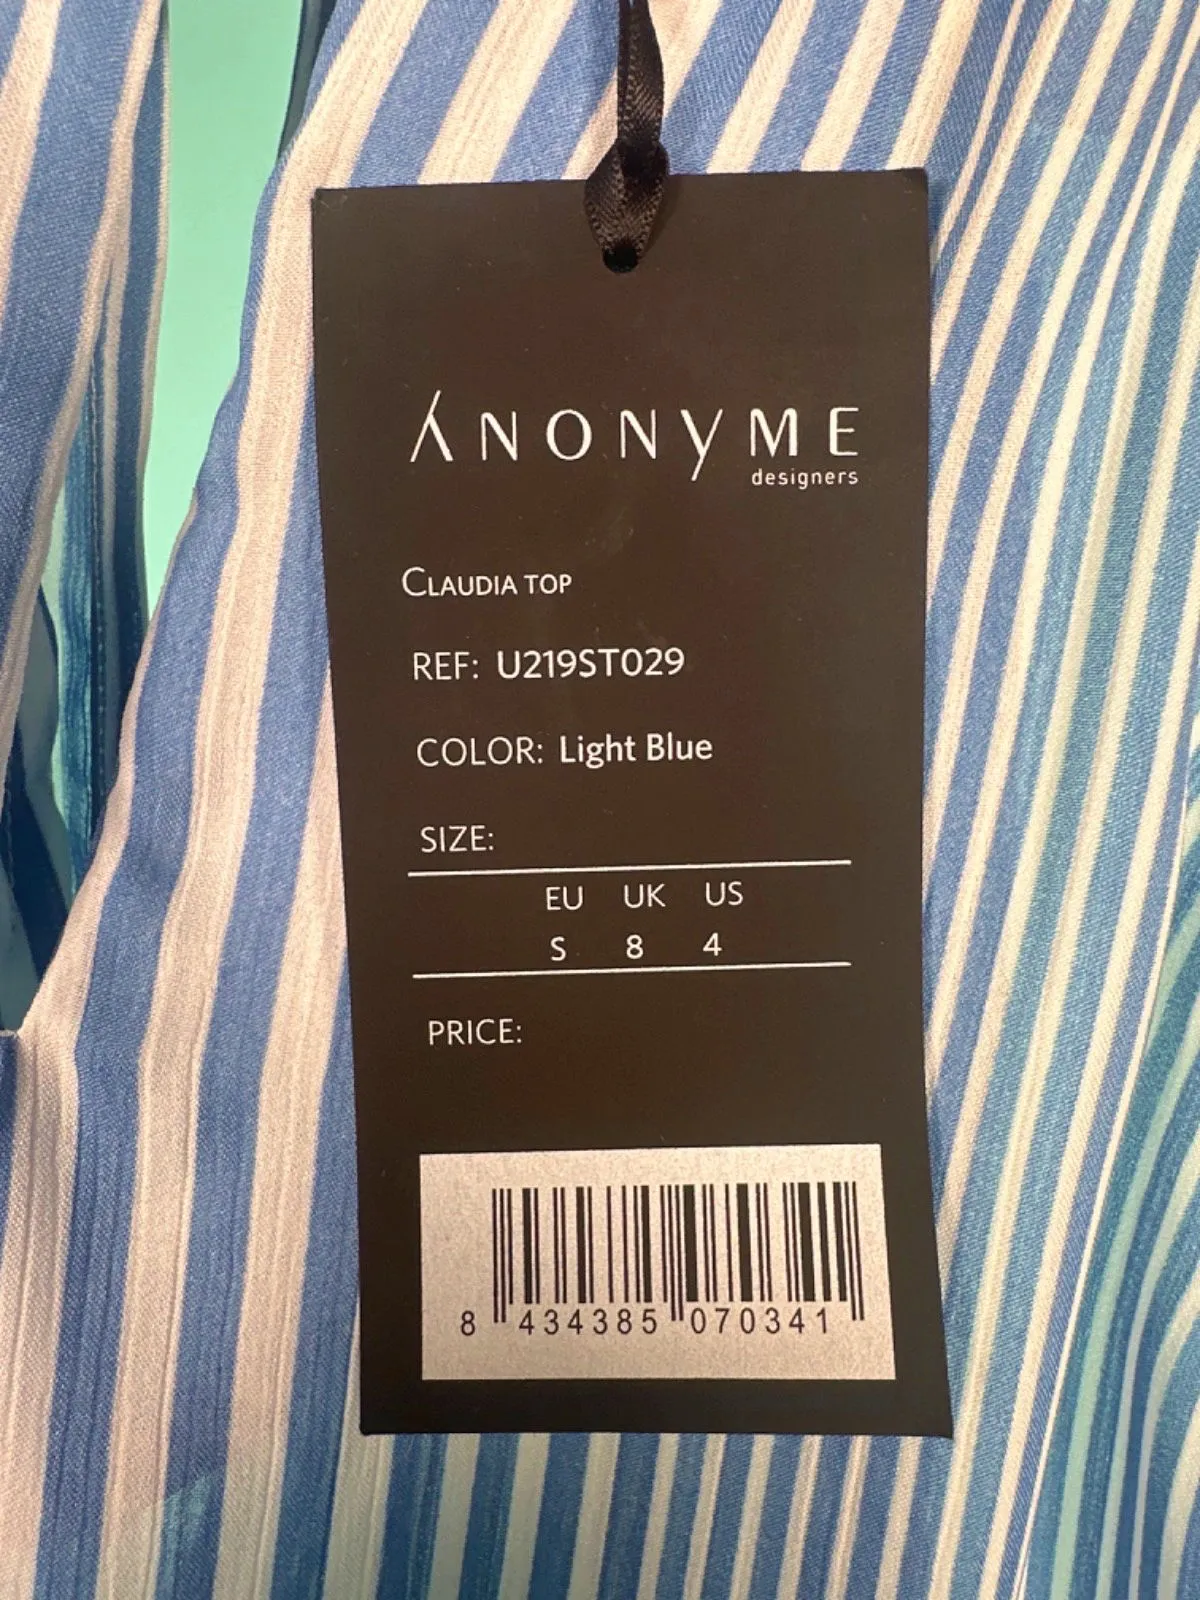 ANONYME
designers
CLAUDIA TOP
REF: U219ST029
COLOR: Light Blue
SIZE:
EU UK US
S 8 4
PRICE:
8 434385 070341